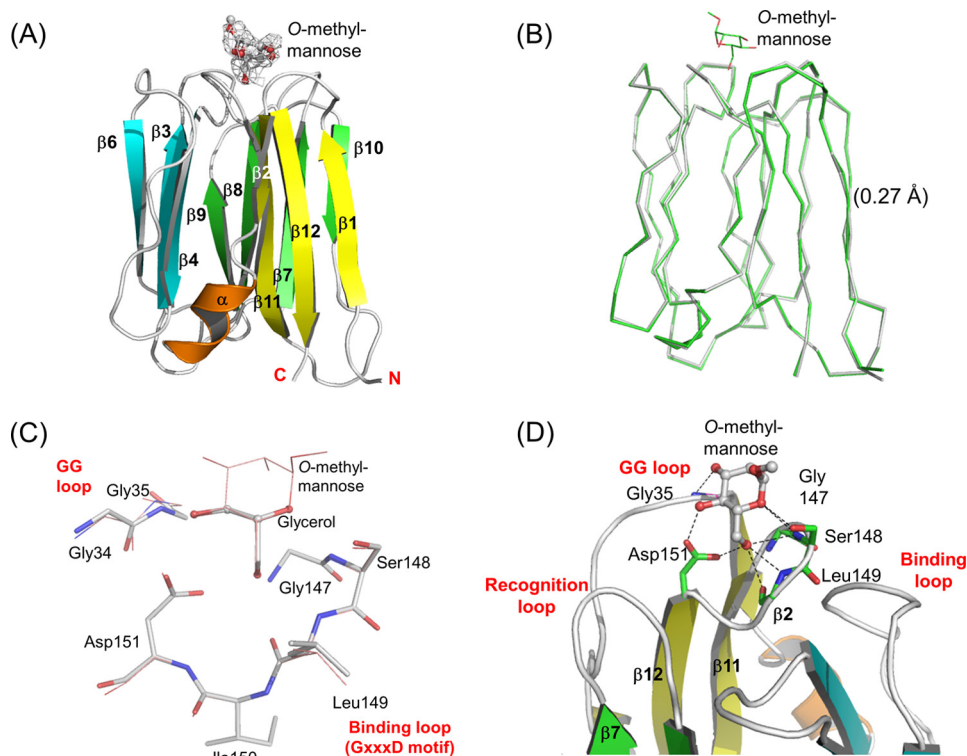 (A)
O-methyl-
mannose
β6
β3
β2
β10
β8
β9
β1
β12
β4
β7
α
β11
C
N
(B)
O-methyl-
mannose
(0.27 Å)
(C)
GG
loop
Gly35
O-methyl-
mannose
Glycerol
Gly34
Ser148
Gly147
Asp151
Leu149
Binding loop
(GxxxD motif)
(D)
O-methyl-
mannose
GG loop
Gly
147
Gly35
Ser148
Asp151
Binding
loop
Leu149
Recognition
loop
β2
β12
β11
β7